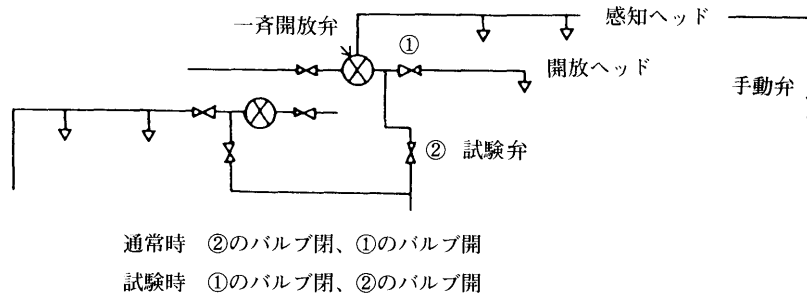 一斉開放弁
①
感知ヘッド
開放ヘッド
手動弁
② 試験弁
通常時 ②のバルブ閉、①のバルブ開
試験時 ①のバルブ閉、②のバルブ開